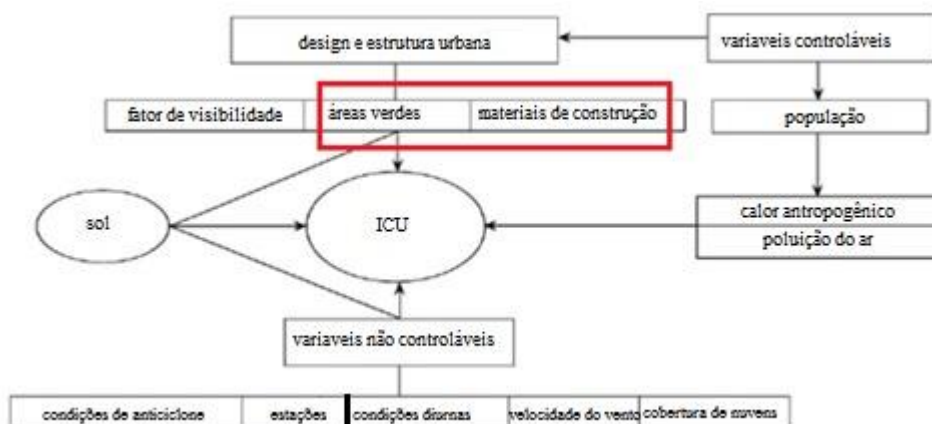 design e estrutura urbana
variaveis controláveis
fator de visibilidade
áreas verdes
materiais de construção
população
sol
ICU
calor antropogênico
poluição do ar
variaveis não controláveis
condições de anticiclone
estações
condições diurnas
velocidade do vento
cobertura de nuvens